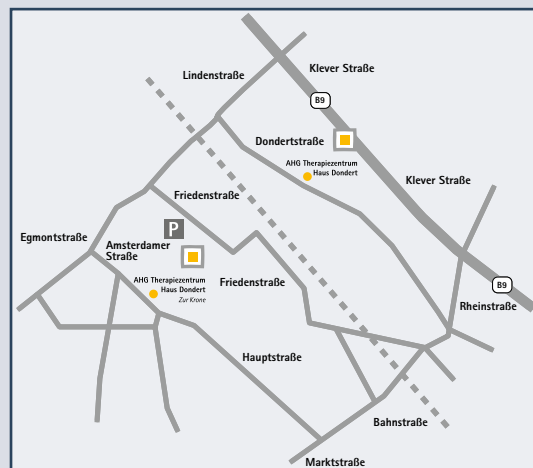 Lindenstraße
Klever Straße
B9
Dondertstraße
AHG Therapiezentrum
Haus Dondert
Klever Straße
Friedenstraße
P
Egmontstraße
Amsterdamer
Straße
AHG Therapiezentrum
Haus Dondert
Zur Krone
Friedenstraße
B9
Rheinstraße
Hauptstraße
Bahnstraße
Marktstraße